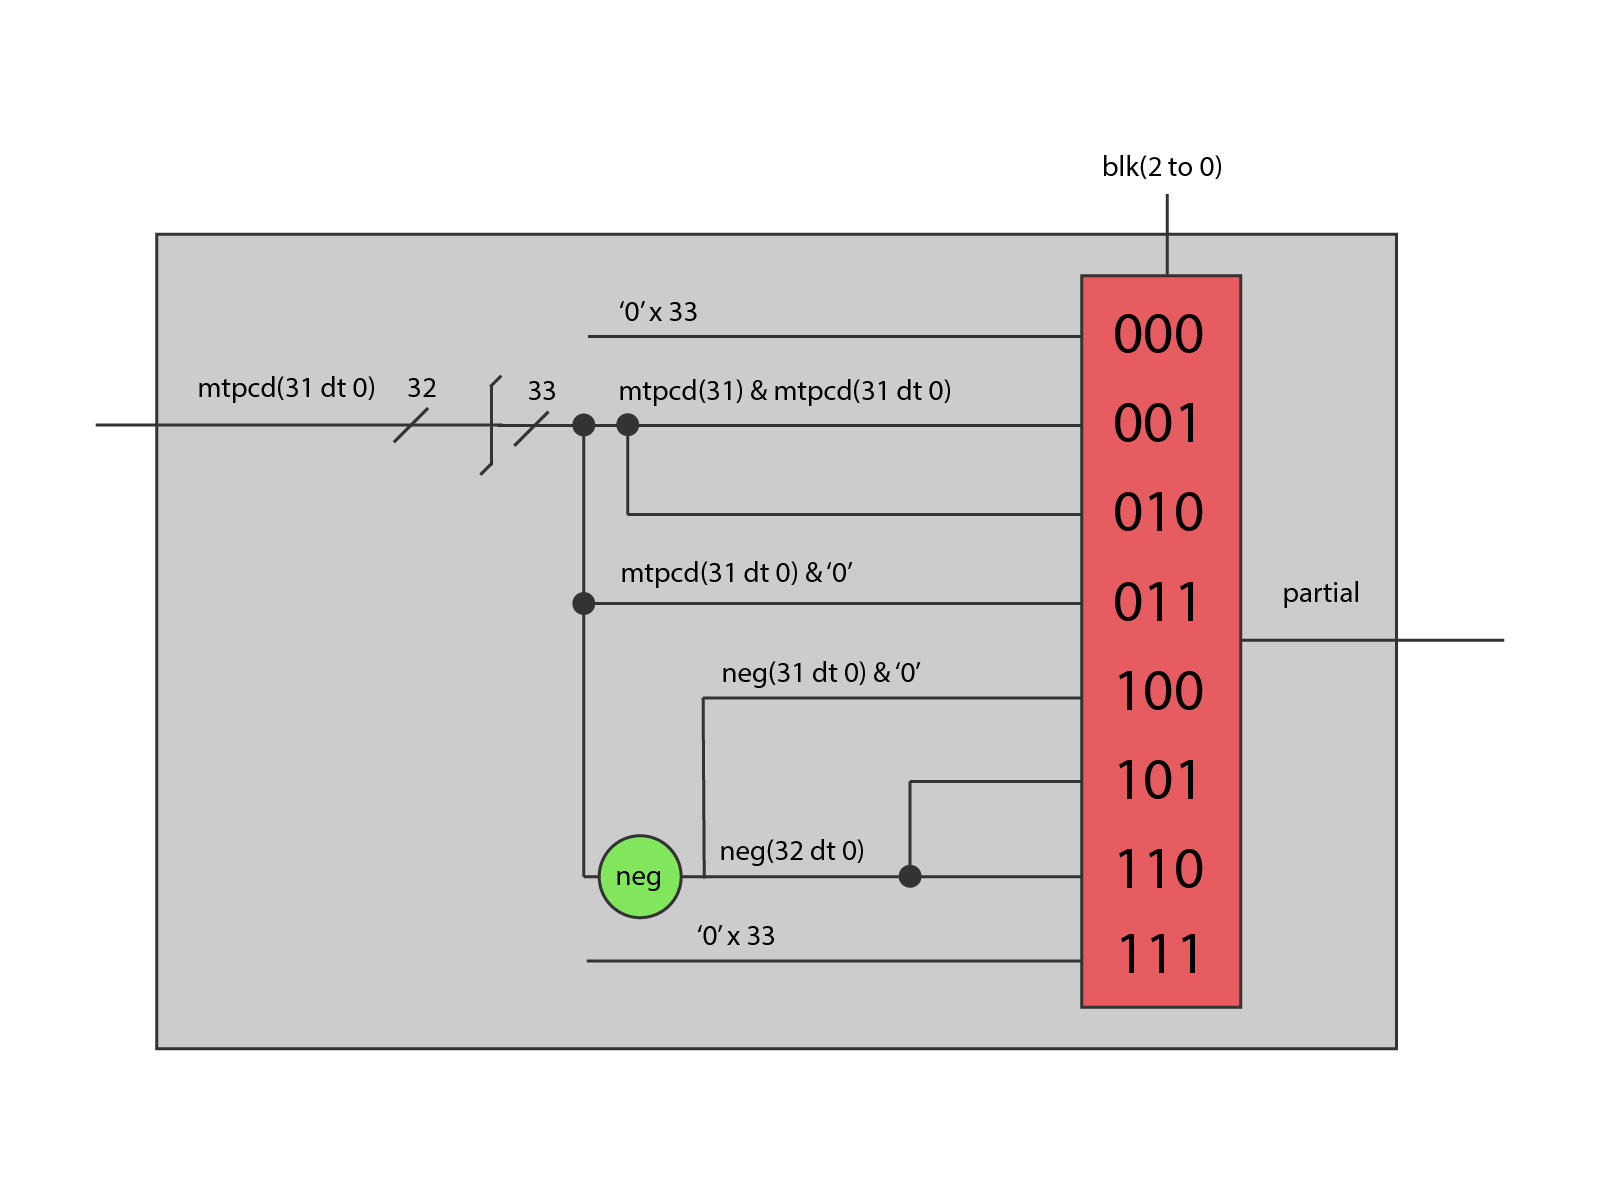 blk(2 to 0)
‘0’ x 33
000
mtpcd(31 dt 0)
32
33
mtpcd(31) & mtpcd(31 dt 0)
001
010
mtpcd(31 dt 0) & ‘0’
011
partial
neg(31 dt 0) & ‘0’
100
101
neg(32 dt 0)
neg
110
‘0’ x 33
111